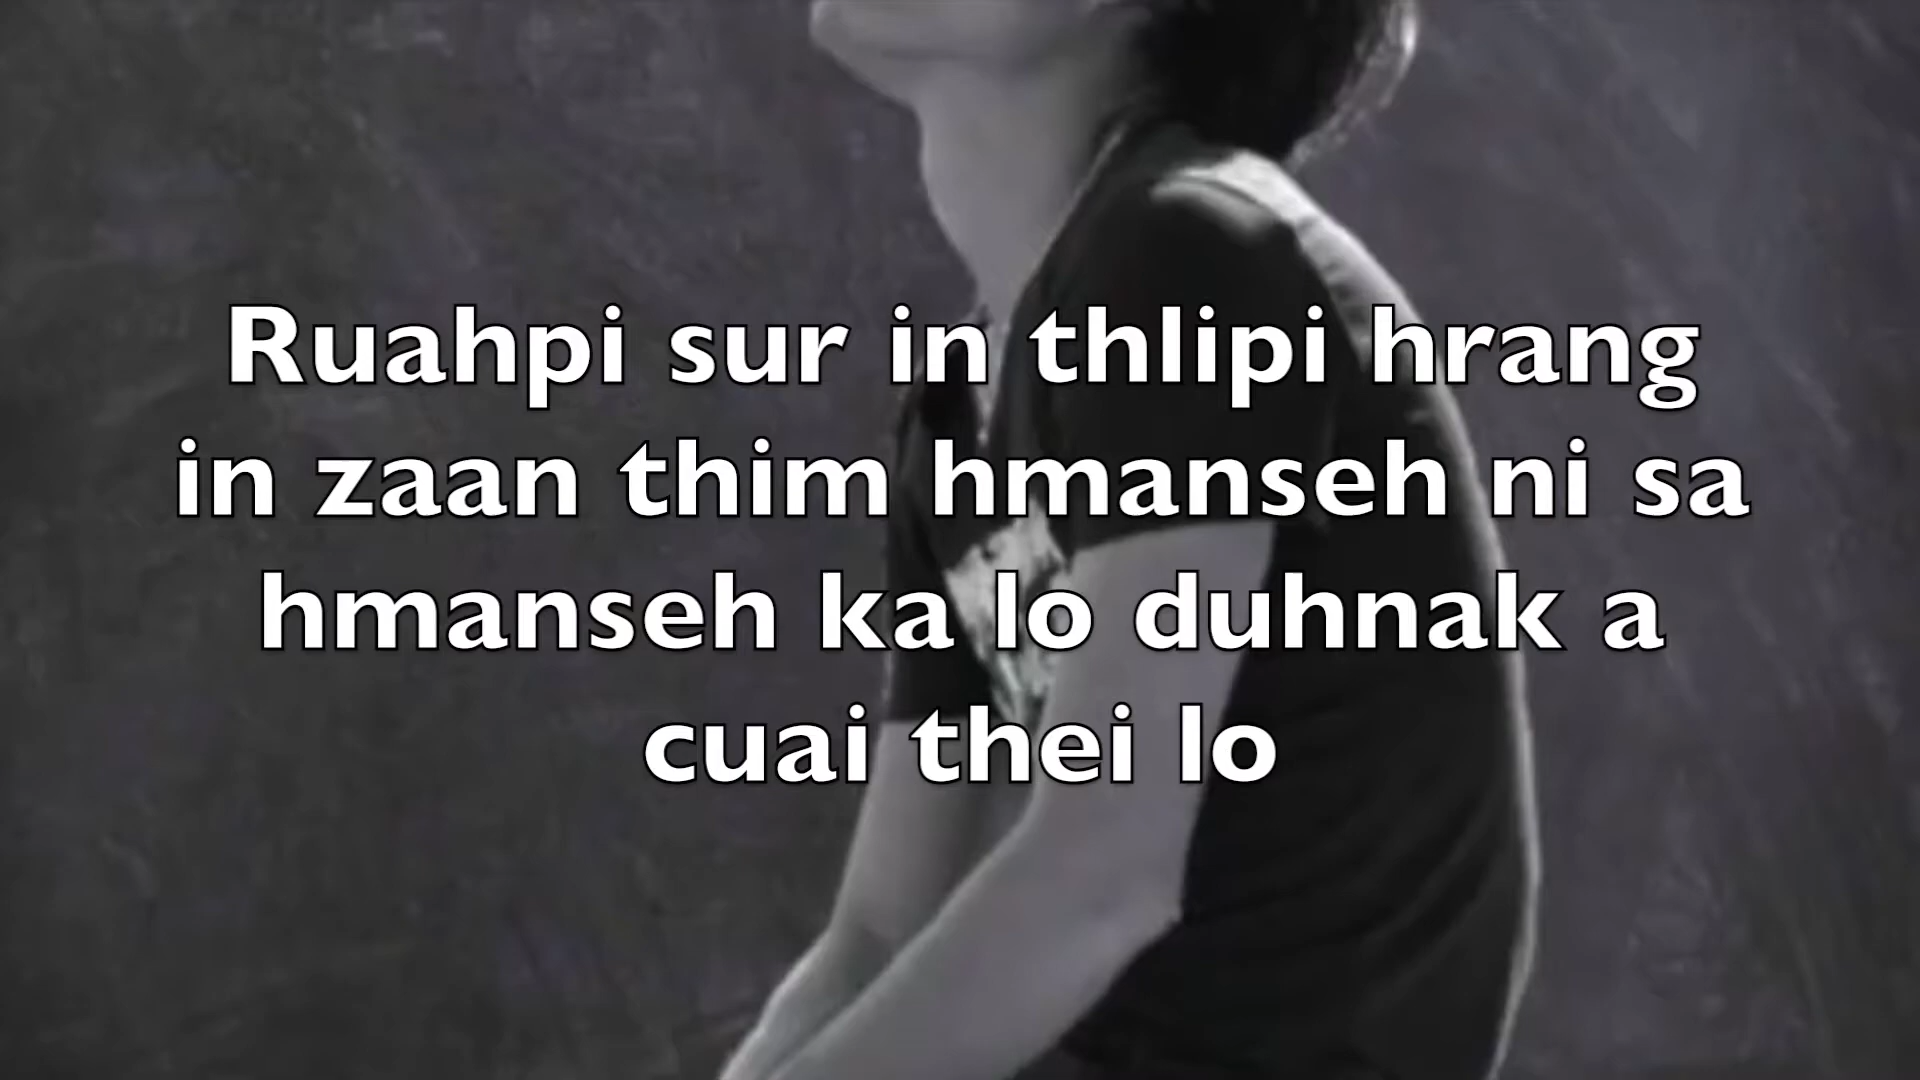 Ruahpi sur in thlipi hrang
in zaan thim hmanseh ni sa
hmanseh ka lo duhnak a
cuai thei lo